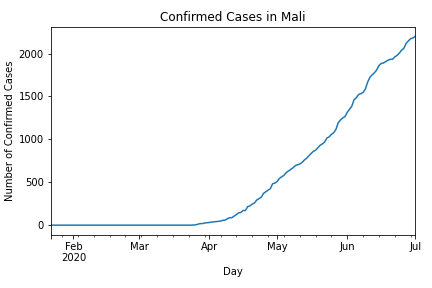 Confirmed Cases in Mali
Number of Confirmed Cases
2000
1500
1000
500
0
Feb Mar Apr May Jun Jul
2020
Day